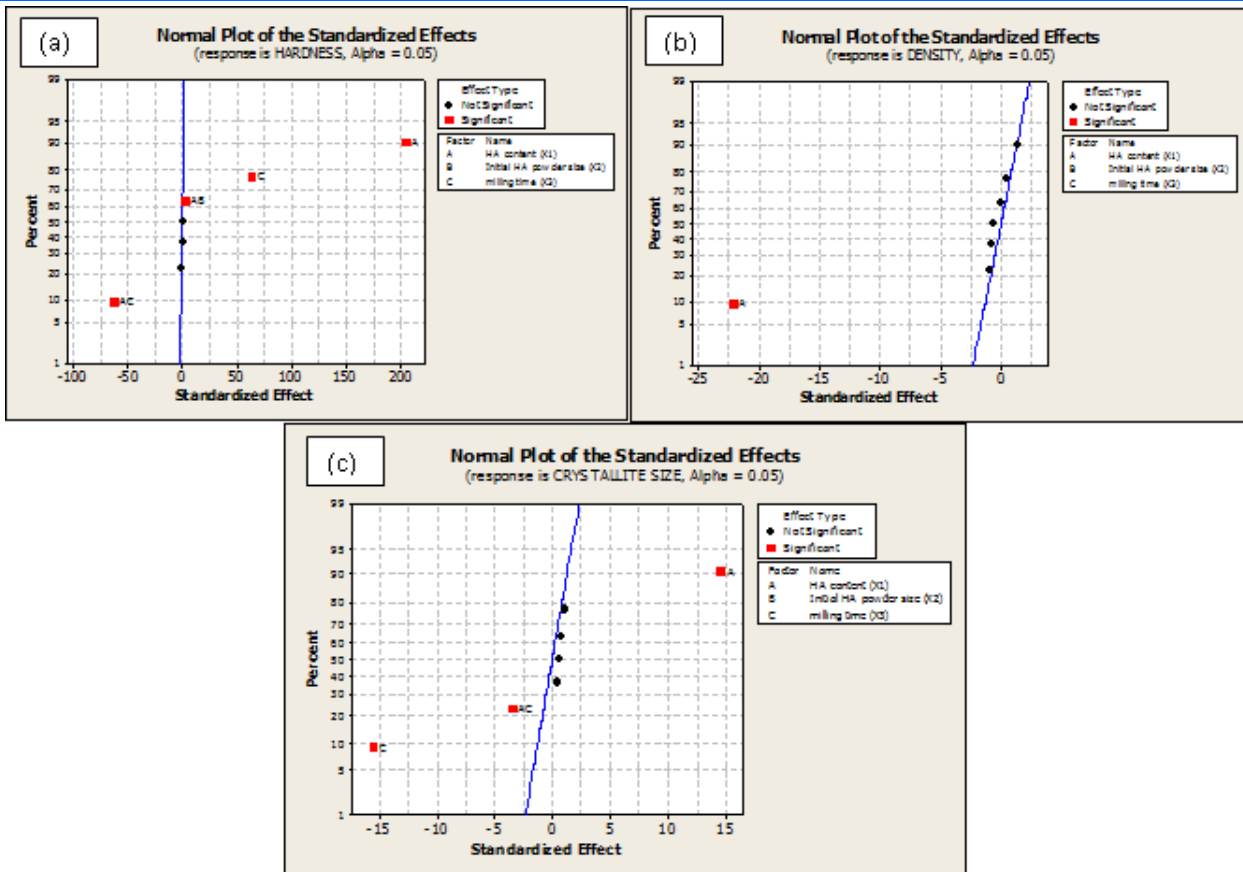 (a)
Normal Plot of the Standardized Effects
(response is HARDNESS, Alpha = 0.05)
Percent
99
95
90
80
70
60
50
40
30
20
10
5
1
A
C
AB
AC
-100 -50 0 50 100 150 200
Standardized Effect
Effect Type
Not Significant
Significant
Factor Name
A HA content (X1)
B Initial HA powder size (X2)
C milling time (X3)
(b)
Normal Plot of the Standardized Effects
(response is DENSITY, Alpha = 0.05)
Percent
99
95
90
80
70
60
50
40
30
20
10
5
1
A
-25 -20 -15 -10 -5 0
Standardized Effect
Effect Type
Not Significant
Significant
Factor Name
A HA content (X1)
B Initial HA powder size (X2)
C milling time (X3)
(c)
Normal Plot of the Standardized Effects
(response is CRYSTALLITE SIZE, Alpha = 0.05)
Percent
99
95
90
80
70
60
50
40
30
20
10
5
1
A
AC
C
-15 -10 -5 0 5 10 15
Standardized Effect
Effect Type
Not Significant
Significant
Factor Name
A HA content (X1)
B Initial HA powder size (X2)
C milling time (X3)